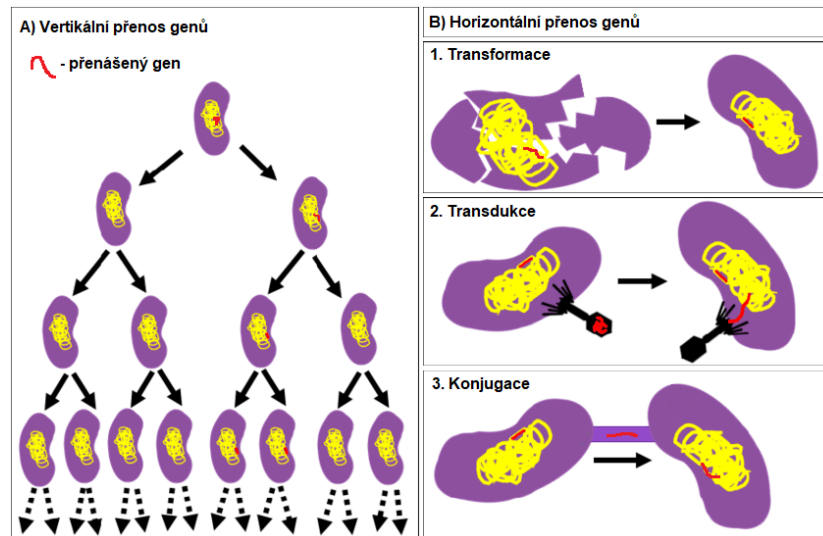 A) Vertikální přenos genů
- přenášený gen
B) Horizontální přenos genů
1. Transformace
2. Transdukce
3. Konjugace